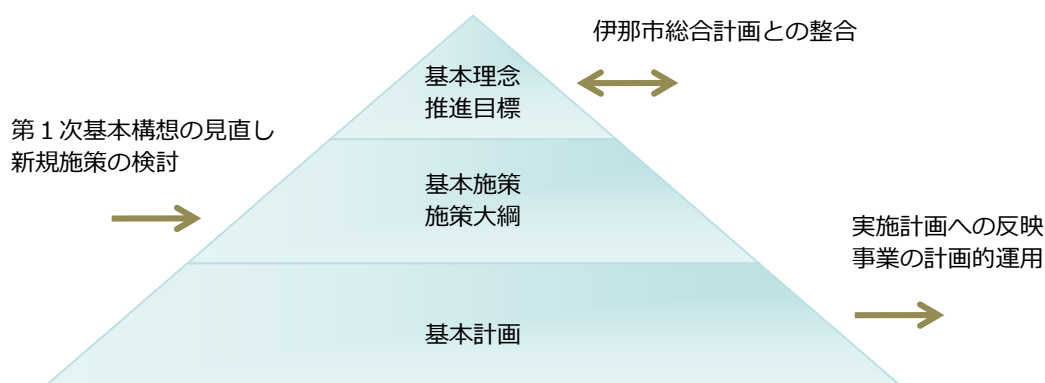 伊那市総合計画との整合
基本理念
推進目標
第１次基本構想の見直し
新規施策の検討
基本施策
施策大綱
実施計画への反映
事業の計画的運用
基本計画